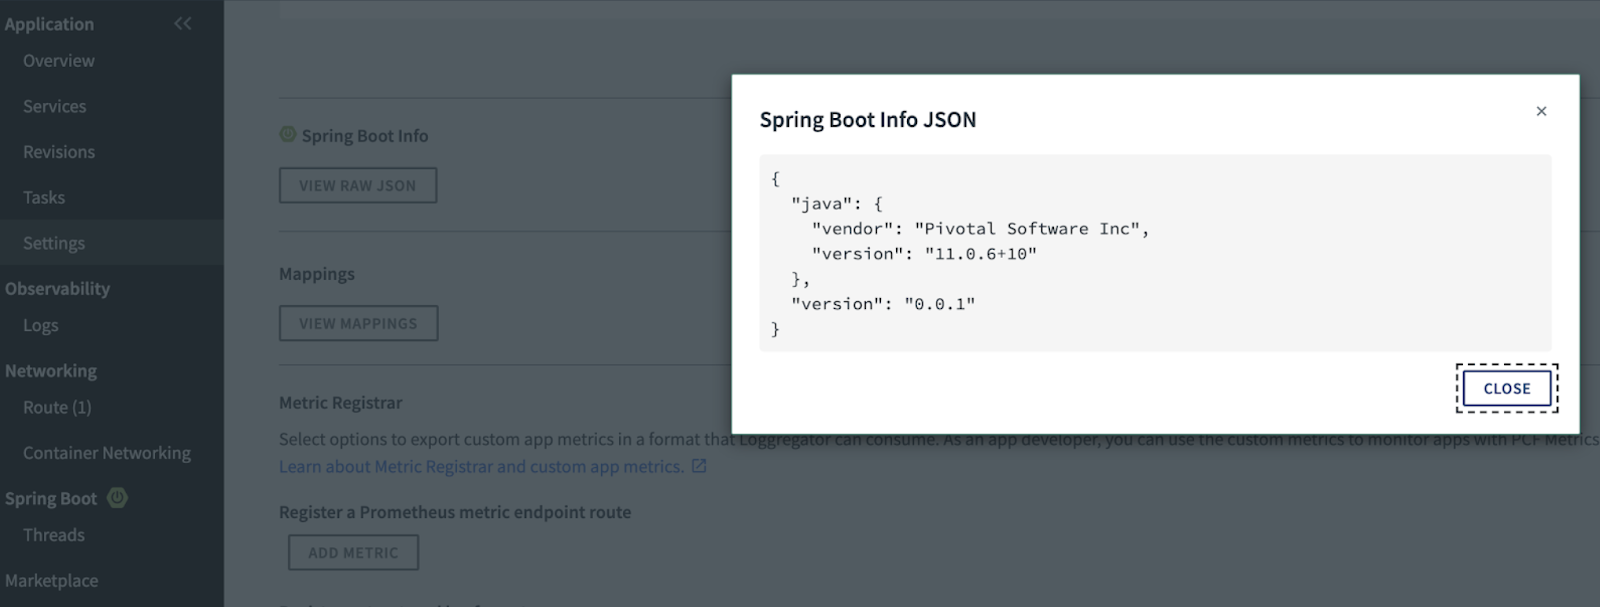 Application
Overview
Services
Revisions
Tasks
Settings
Observability
Logs
Networking
Route (1)
Container Networking
Spring Boot
Threads
Marketplace
Spring Boot Info
VIEW RAW JSON
Mappings
VIEW MAPPINGS
Metric Registrar
Select options to export custom app metrics in a format that Loggregator can consume. As an app developer, you can use the custom metrics to monitor apps with PCF Metrics
Learn about Metric Registrar and custom app metrics.
Register a Prometheus metric endpoint route
ADD METRIC
Spring Boot Info JSON
{
"java": {
"vendor": "Pivotal Software Inc",
"version": "11.0.6+10"
},
"version": "0.0.1"
}
CLOSE